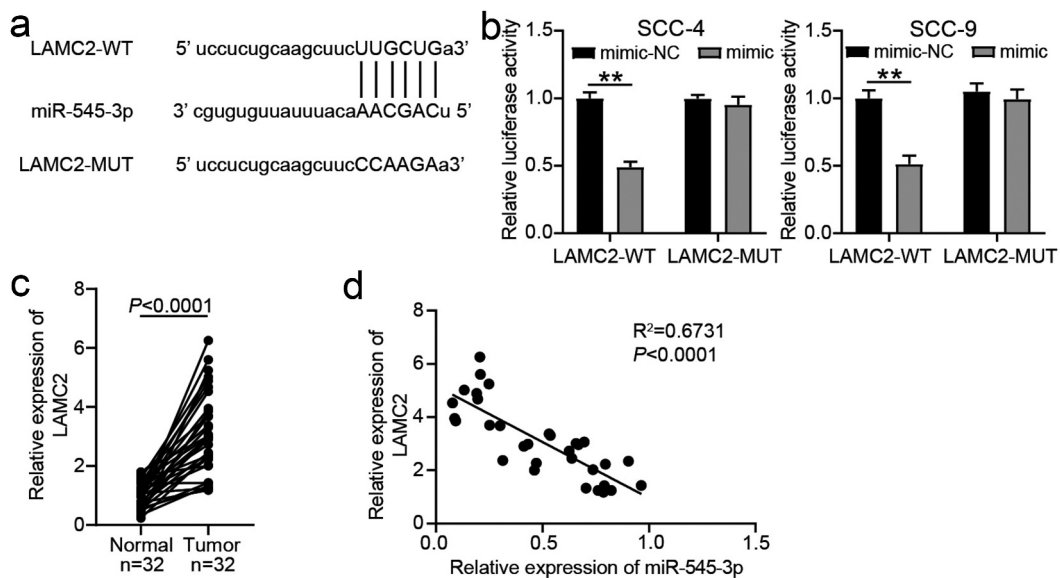 a
LAMC2-WT 5' uccucugcaagcuucUUGCUGa3'
miR-545-3p 3' cguguguuauuuacaAACGACu 5'
LAMC2-MUT 5' uccucugcaagcuucCCAAGAa3'
b
SCC-4
mimic-NC mimic
Relative luciferase activity
1.5
1.0
0.5
0.0
**
LAMC2-WT LAMC2-MUT
SCC-9
mimic-NC mimic
Relative luciferase activity
1.5
1.0
0.5
0.0
**
LAMC2-WT LAMC2-MUT
c
P<0.0001
Relative expression of
LAMC2
8
6
4
2
0
Normal Tumor
n=32 n=32
d
R²=0.6731
P<0.0001
Relative expression of
LAMC2
8
6
4
2
0
0.0 0.5 1.0 1.5
Relative expression of miR-545-3p